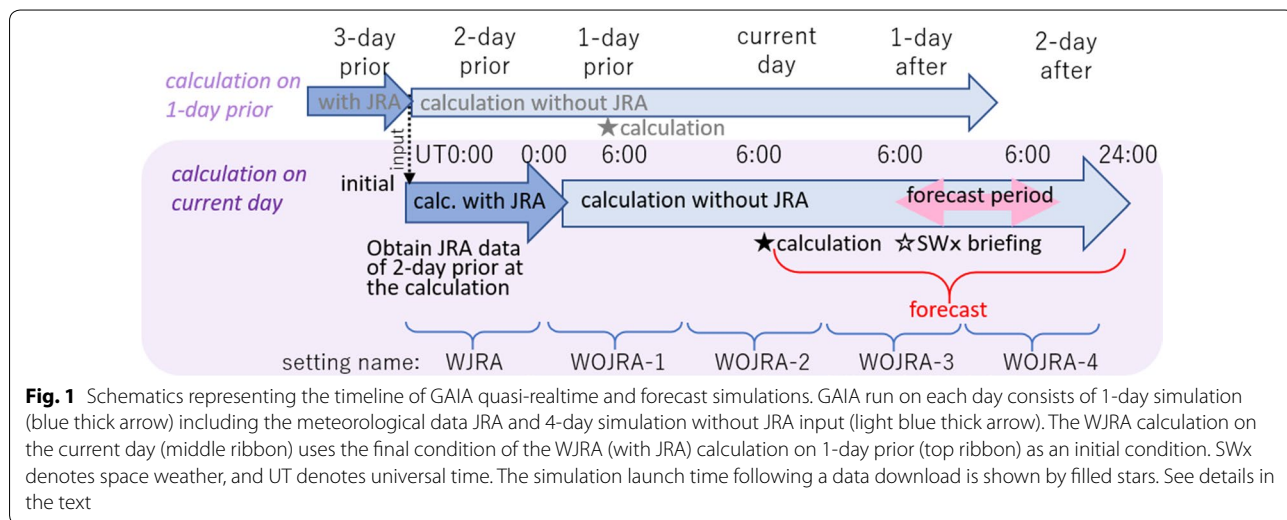 3-day prior
2-day prior
1-day prior
current day
1-day after
2-day after
calculation on 1-day prior
with JRA
calculation without JRA
★calculation
input
UT0:00 0:00 6:00 6:00 6:00 6:00 24:00
calculation on current day
initial
calc. with JRA
calculation without JRA
forecast period
Obtain JRA data
of 2-day prior at
the calculation
★calculation ☆SWx briefing
forecast
setting name: WJRA WOJRA-1 WOJRA-2 WOJRA-3 WOJRA-4
Fig. 1 Schematics representing the timeline of GAIA quasi-realtime and forecast simulations. GAIA run on each day consists of 1-day simulation
(blue thick arrow) including the meteorological data JRA and 4-day simulation without JRA input (light blue thick arrow). The WJRA calculation on
the current day (middle ribbon) uses the final condition of the WJRA (with JRA) calculation on 1-day prior (top ribbon) as an initial condition. SWx
denotes space weather, and UT denotes universal time. The simulation launch time following a data download is shown by filled stars. See details in
the text